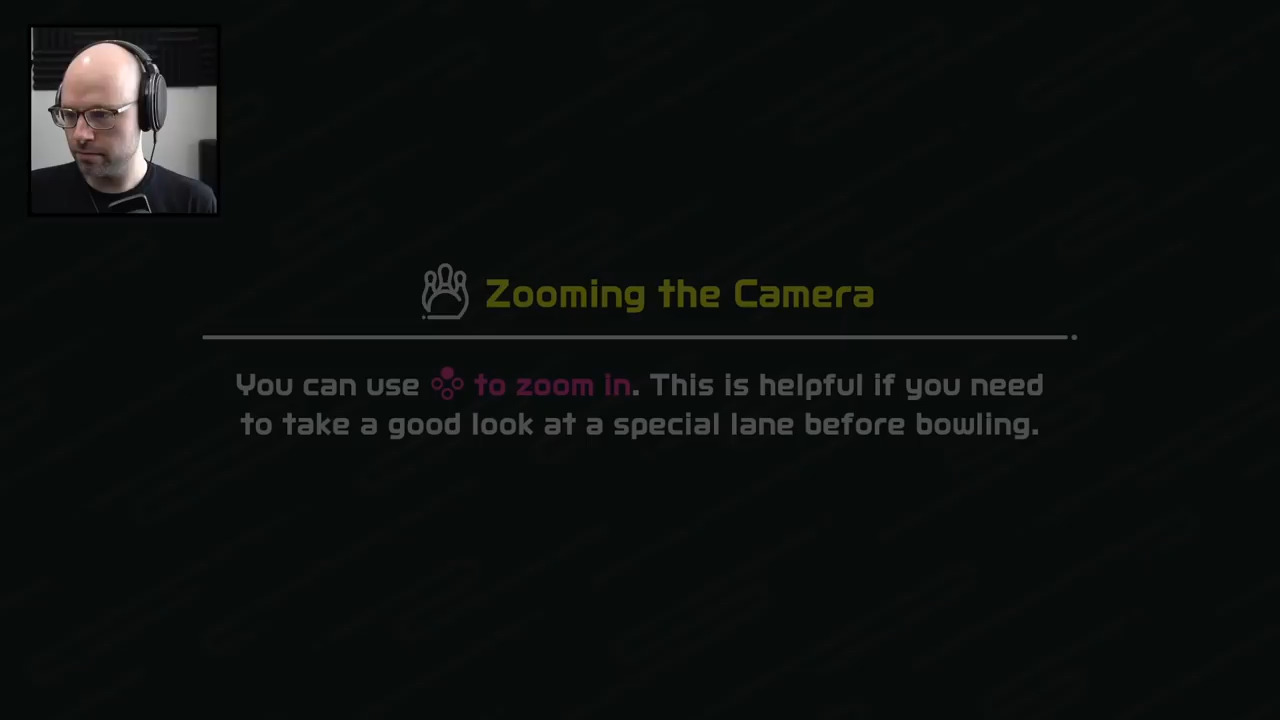 Zooming the Camera
You can use to zoom in. This is helpful if you need
to take a good look at a special lane before bowling.